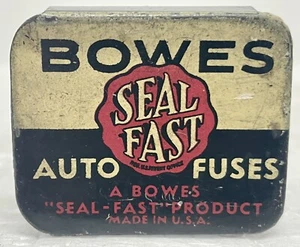 BOWES
SEAL
FAST
AUTO FUSES
A BOWES
"SEAL-FAST" PRODUCT
MADE IN U.S.A.